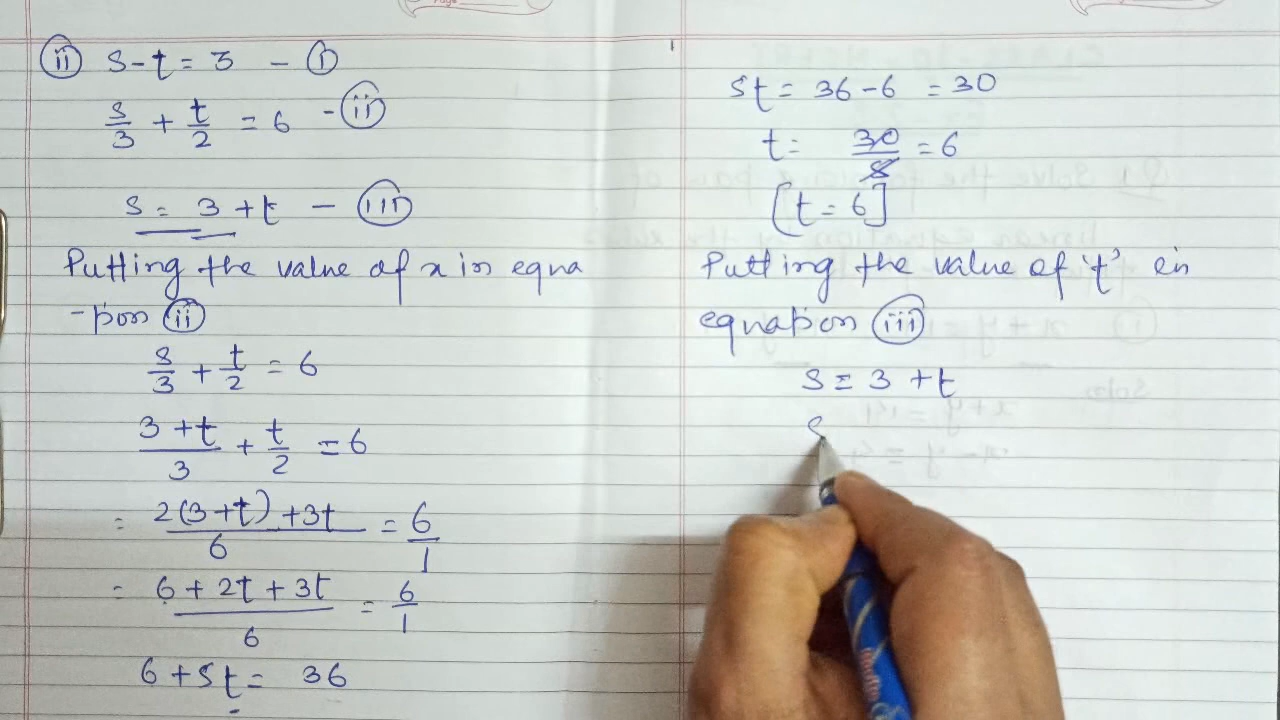 (ii) s - t = 3 - (i)
s/3 + t/2 = 6 - (ii)
s = 3 + t - (iii)
Putting the value of x in equa
-tion (ii)
s/3 + t/2 = 6
(3 + t)/3 + t/2 = 6
= (2(3+t) + 3t)/6 = 6/1
= (6 + 2t + 3t)/6 = 6/1
6 + 5t = 36
5t = 36 - 6 = 30
t = 30/5 = 6
[t = 6]
Putting the value of 't' in
equation (iii)
s = 3 + t
s